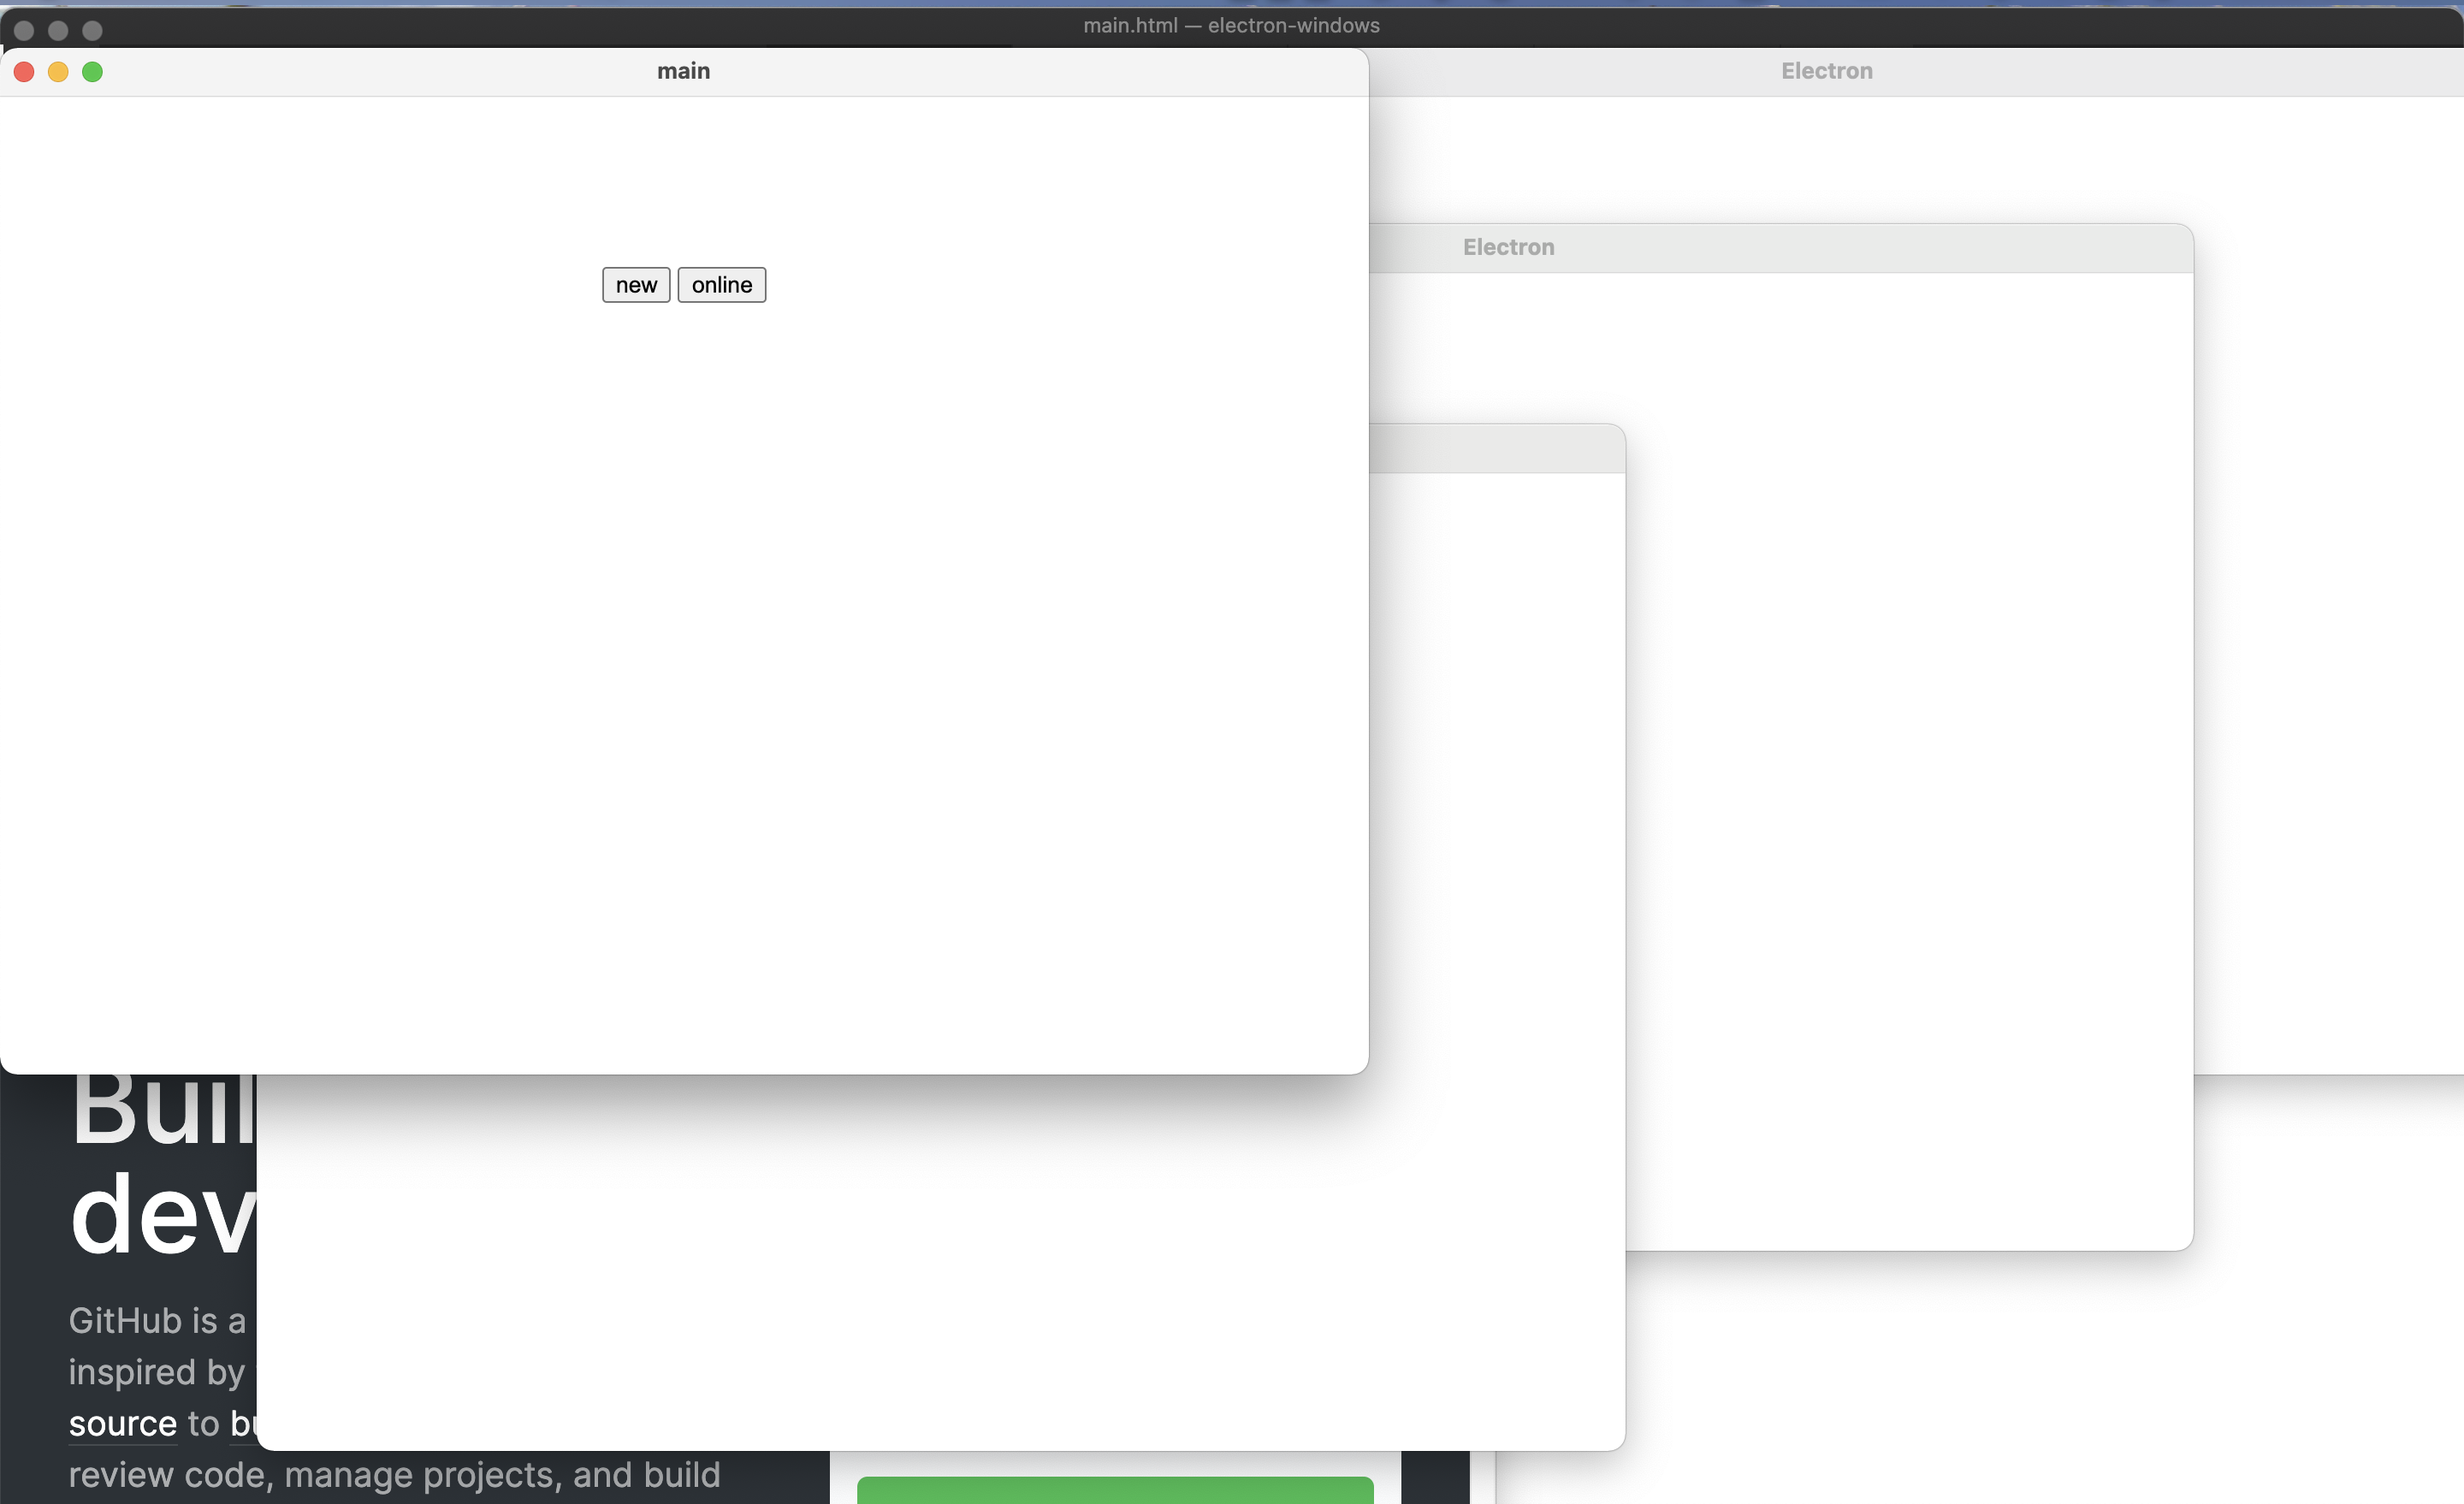 main.html — electron-windows
main
Electron
Electron
new online
Buil
dev
GitHub is a
inspired by
source to bu
review code, manage projects, and build